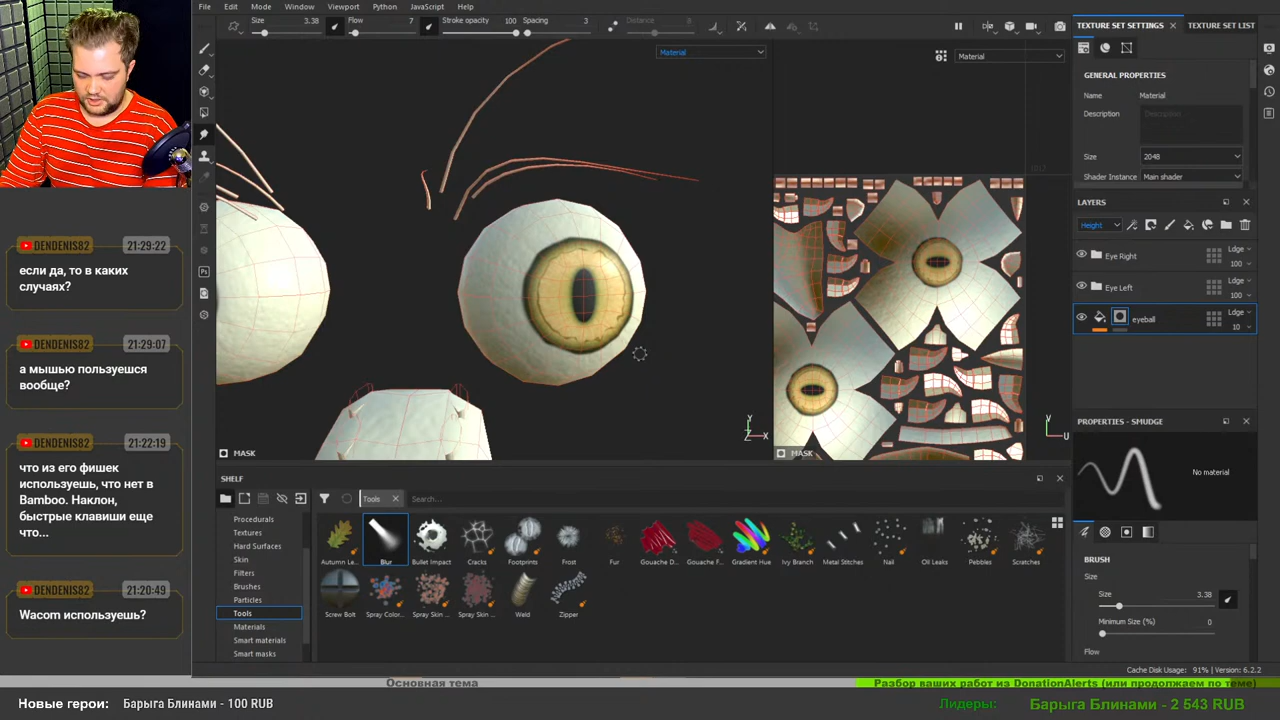 File Edit Mode Window Viewport Python JavaScript Help
Size 3.38 Flow 7 Stroke opacity 100 Spacing 3 Distance 8
Material
Material
TEXTURE SET SETTINGS TEXTURE SET LIST
GENERAL PROPERTIES
Name Material
Description
Size 2048
Shader Instance Main shader
LAYERS
Height
Eye Right Ldge 100
Eye Left Ldge 100
eyeball Ldge 10
PROPERTIES - SMUDGE
No material
BRUSH
Size
Size 3.38
Minimum Size (%) 0
Flow
Y
Z X
V
U
MASK
MASK
SHELF
Tools Search...
Procedurals
Textures
Hard Surfaces
Skin
Filters
Brushes
Particles
Tools
Materials
Smart materials
Smart masks
Autumn Le... Blur Bullet Impact Cracks Footprints Frost Fur Gouache D... Gouache F... Gradient Hue Ivy Branch Metal Stitches Nail Oil Leaks Pebbles Scratches
Screw Bolt Spray Color... Spray Skin ... Spray Skin ... Weld Zipper
Cache Disk Usage: 91% | Version: 6.2.2
DENDENIS82 21:29:22
если да, то в каких
случаях?
DENDENIS82 21:29:07
а мышью пользуешся
вообще?
DENDENIS82 21:22:19
что из его фишек
используешь, что нет в
Bamboo. Наклон,
быстрые клавиши еще
что...
DENDENIS82 21:20:49
Wacom используешь?
Основная тема
Разбор ваших работ из DonationAlerts (или продолжаем по теме)
Новые герои: Барыга Блинами - 100 RUB
Лидеры: Барыга Блинами - 2 543 RUB